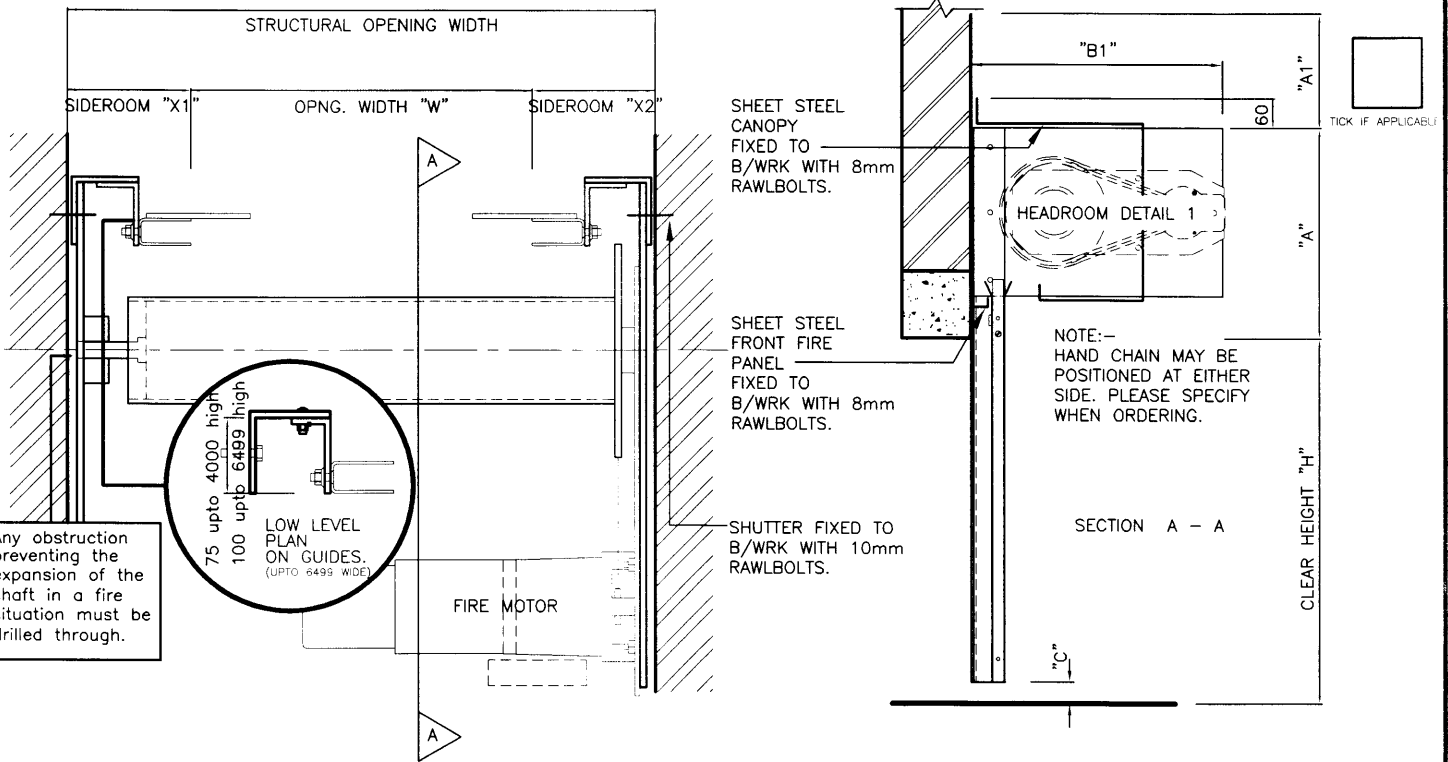 STRUCTURAL OPENING WIDTH
SIDEROOM "X1"
OPNG. WIDTH "W"
SIDEROOM "X2"
A
A
75 upto 4000 high
100 upto 6499 high
LOW LEVEL
PLAN
ON GUIDES.
(UPTO 6499 WIDE)
FIRE MOTOR
Any obstruction
preventing the
expansion of the
shaft in a fire
situation must be
drilled through.
SHEET STEEL
CANOPY
FIXED TO
B/WRK WITH 8mm
RAWLBOLTS.
SHEET STEEL
FRONT FIRE
PANEL
FIXED TO
B/WRK WITH 8mm
RAWLBOLTS.
SHUTTER FIXED TO
B/WRK WITH 10mm
RAWLBOLTS.
"B1"
"A1"
60
TICK IF APPLICABLE
HEADROOM DETAIL 1
"A"
NOTE:-
HAND CHAIN MAY BE
POSITIONED AT EITHER
SIDE. PLEASE SPECIFY
WHEN ORDERING.
SECTION A - A
CLEAR HEIGHT "H"
"C"